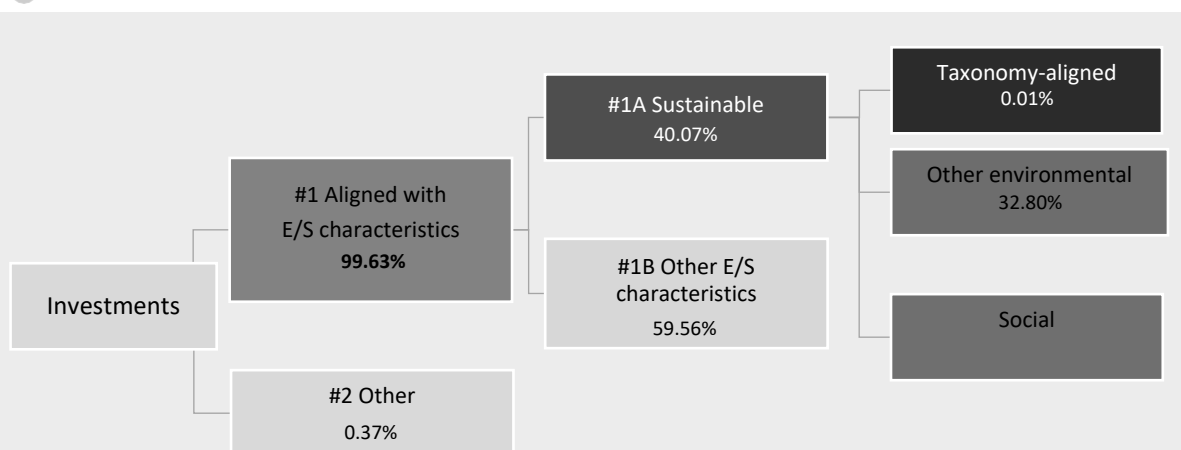 Investments
#1 Aligned with
E/S characteristics
99.63%
#2 Other
0.37%
#1A Sustainable
40.07%
#1B Other E/S
characteristics
59.56%
Taxonomy-aligned
0.01%
Other environmental
32.80%
Social